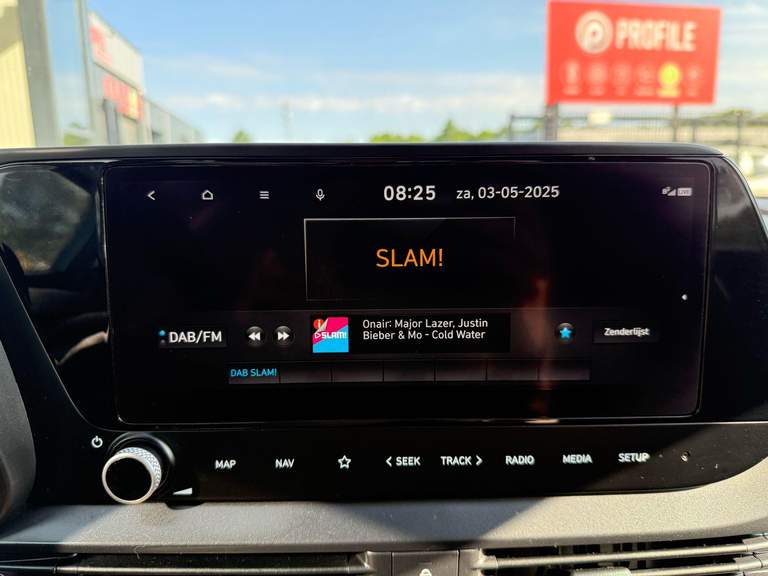 PROFILE
08:25 za, 03-05-2025
LIVE
SLAM!
DAB/FM
SLAM!
Onair: Major Lazer, Justin
Bieber & Mo - Cold Water
Zenderlijst
DAB SLAM!
MAP NAV < SEEK TRACK > RADIO MEDIA SETUP
A